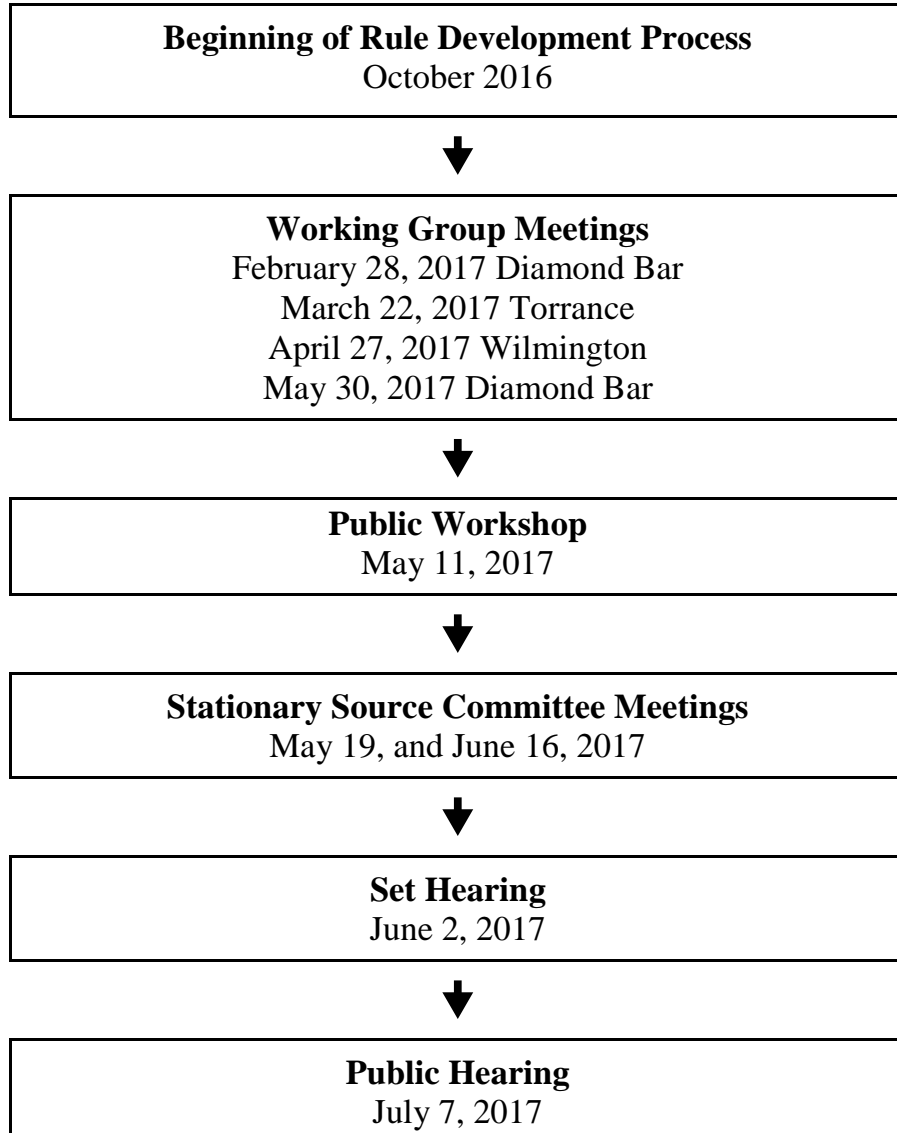 Beginning of Rule Development Process
October 2016
Working Group Meetings
February 28, 2017 Diamond Bar
March 22, 2017 Torrance
April 27, 2017 Wilmington
May 30, 2017 Diamond Bar
Public Workshop
May 11, 2017
Stationary Source Committee Meetings
May 19, and June 16, 2017
Set Hearing
June 2, 2017
Public Hearing
July 7, 2017